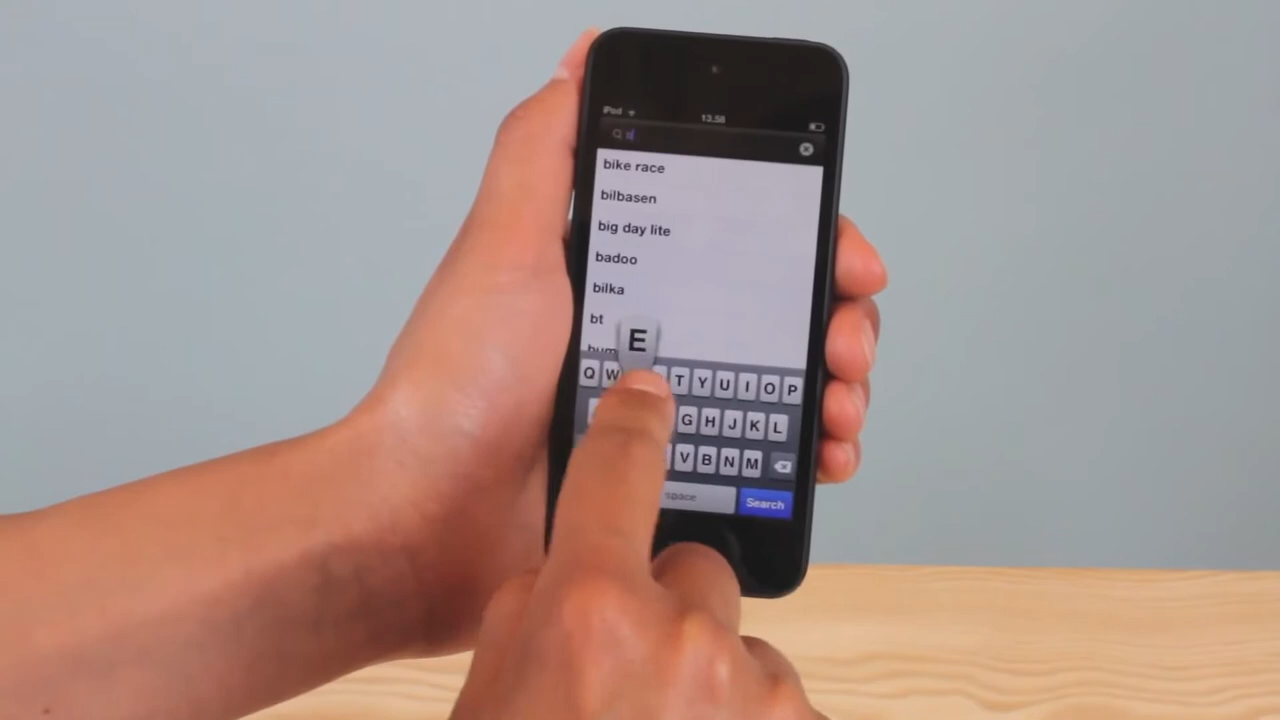 iPod 13.58
bike race
bilbasen
big day lite
badoo
bilka
bt
E
Q W T Y U I O P
G H J K L
V B N M
space Search